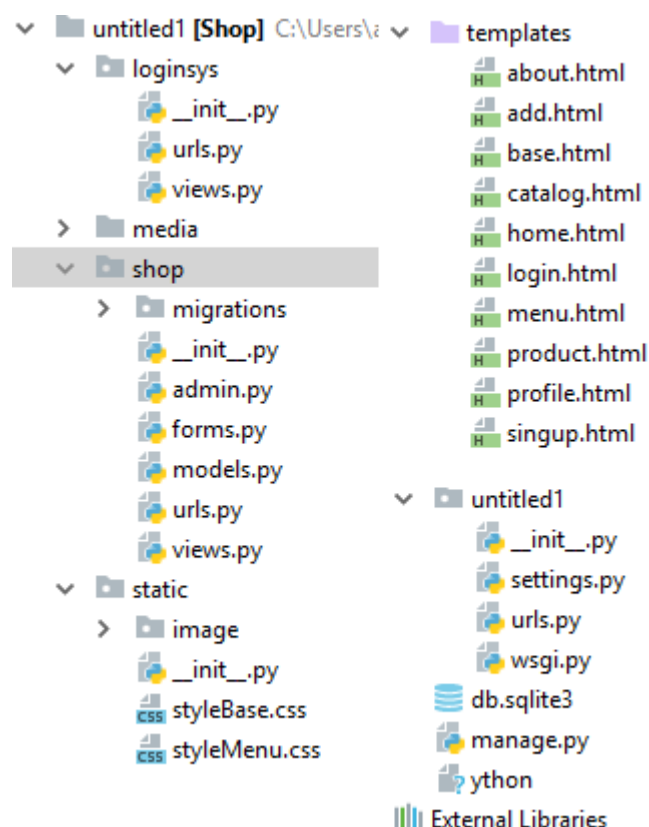 untitled1 [Shop] C:\Users\
loginsys
__init__.py
urls.py
views.py
media
shop
migrations
__init__.py
admin.py
forms.py
models.py
urls.py
views.py
static
image
__init__.py
styleBase.css
styleMenu.css
templates
about.html
add.html
base.html
catalog.html
home.html
login.html
menu.html
product.html
profile.html
singup.html
untitled1
__init__.py
settings.py
urls.py
wsgi.py
db.sqlite3
manage.py
ython
External Libraries